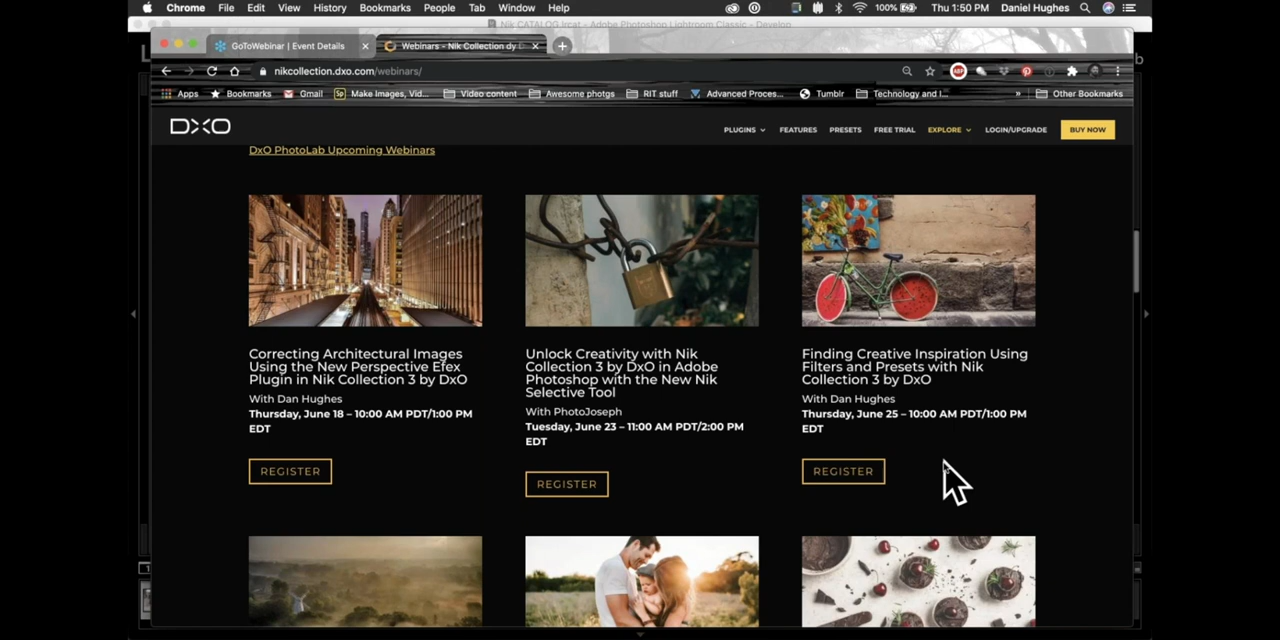 Chrome File Edit View History Bookmarks People Tab Window Help 100% Thu 1:50 PM Daniel Hughes
Nik CATALOG.lrcat - Adobe Photoshop Lightroom Classic - Develop
GoToWebinar | Event Details Webinars - Nik Collection by D
nikcollection.dxo.com/webinars/
ABP
Apps Bookmarks Gmail Sp Make Images, Vid... Video content Awesome photgs RIT stuff Advanced Proces... Tumblr Technology and I... » Other Bookmarks
DXO PLUGINS FEATURES PRESETS FREE TRIAL EXPLORE LOGIN/UPGRADE BUY NOW
DxO PhotoLab Upcoming Webinars
Correcting Architectural Images
Using the New Perspective Efex
Plugin in Nik Collection 3 by DxO
With Dan Hughes
Thursday, June 18 – 10:00 AM PDT/1:00 PM
EDT
REGISTER
Unlock Creativity with Nik
Collection 3 by DxO in Adobe
Photoshop with the New Nik
Selective Tool
With PhotoJoseph
Tuesday, June 23 – 11:00 AM PDT/2:00 PM
EDT
REGISTER
Finding Creative Inspiration Using
Filters and Presets with Nik
Collection 3 by DxO
With Dan Hughes
Thursday, June 25 – 10:00 AM PDT/1:00 PM
EDT
REGISTER